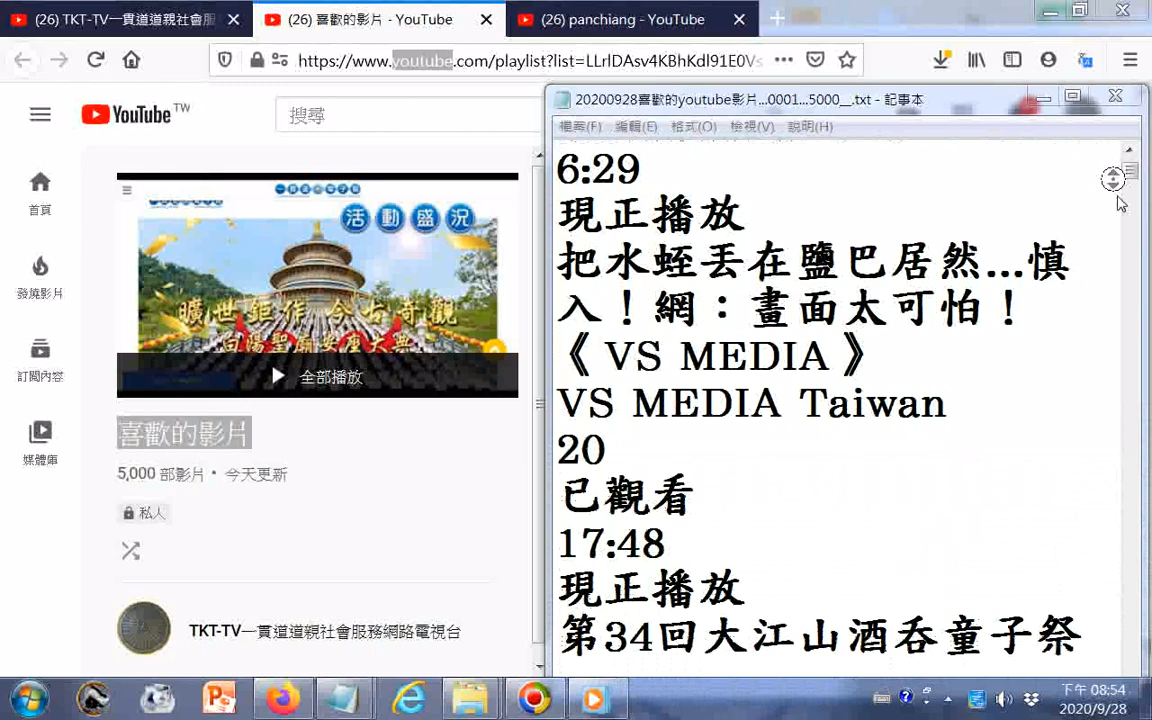 (26) TKT-TV一貫道道親社會服
(26) 喜歡的影片 - YouTube
(26) panchiang - YouTube
https://www.youtube.com/playlist?list=LLrlDAsv4KBhKdl91E0Vs
YouTube TW
搜尋
首頁
發燒影片
訂閱內容
媒體庫
活動盛況
曠世鉅作 今古奇觀
白陽聖廟安座大典
全部播放
喜歡的影片
5,000 部影片・今天更新
私人
TKT-TV一貫道道親社會服務網路電視台
20200928喜歡的youtube影片...0001...5000__.txt - 記事本
檔案(F) 編輯(E) 格式(O) 檢視(V) 說明(H)
6:29
現正播放
把水蛭丟在鹽巴居然...慎
入！網：畫面太可怕！
《 VS MEDIA 》
VS MEDIA Taiwan
20
已觀看
17:48
現正播放
第34回大江山酒呑童子祭
下午 08:54
2020/9/28